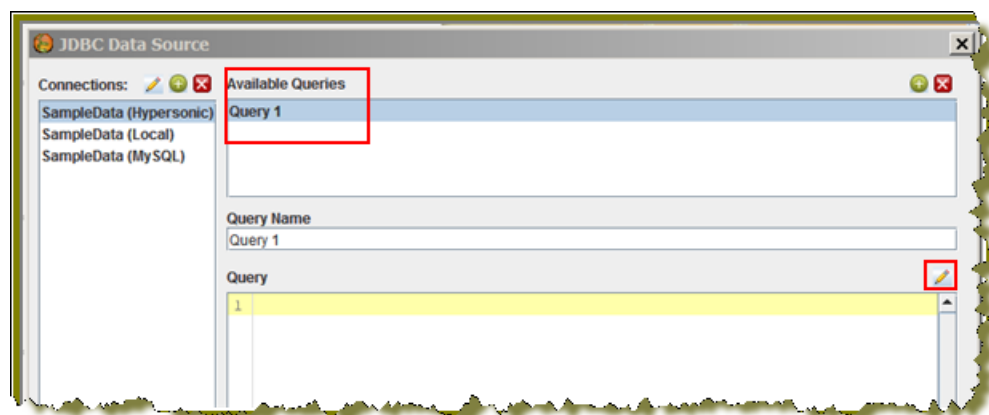 JDBC Data Source
Connections:
SampleData (Hypersonic)
SampleData (Local)
SampleData (MySQL)
Available Queries
Query 1
Query Name
Query 1
Query
1